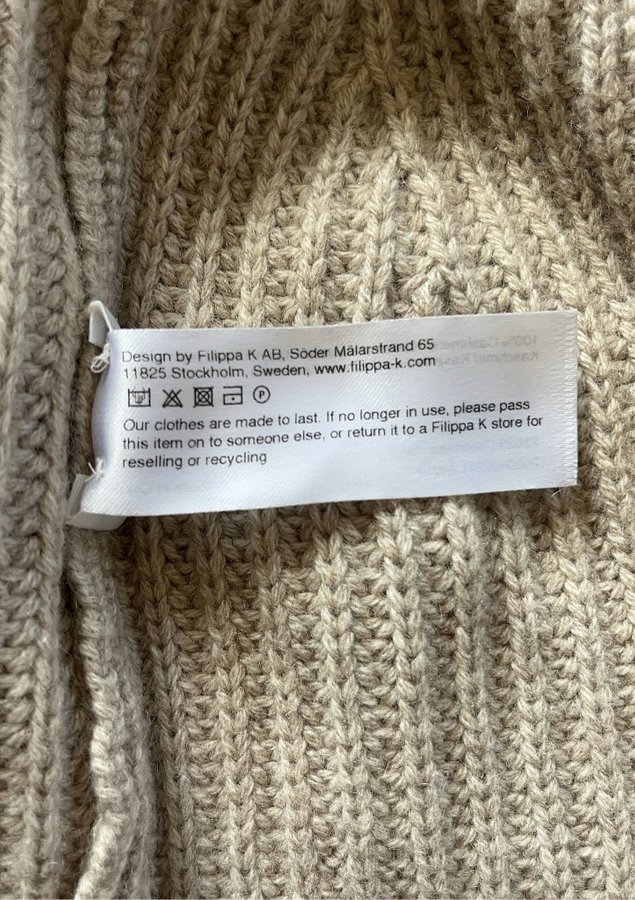 Design by Filippa K AB, Söder Mälarstrand 65
11825 Stockholm, Sweden, www.filippa-k.com
P
Our clothes are made to last. If no longer in use, please pass
this item on to someone else, or return it to a Filippa K store for
reselling or recycling